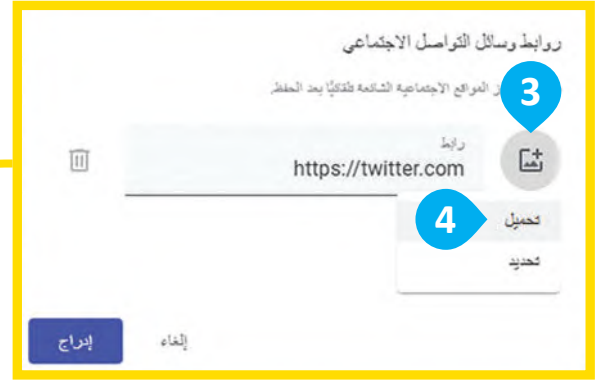 روابط وسائل التواصل الاجتماعي
المواقع الاجتماعية الشائعة تلقائيًا بعد الحفظ.
3
رابط
https://twitter.com
4
تحميل
تحديد
إلغاء
إدراج